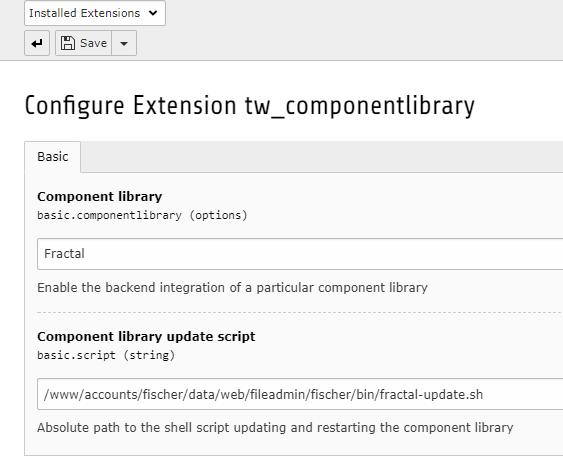 Installed Extensions
Save
Configure Extension tw_componentlibrary
Basic
Component library
basic.componentlibrary (options)
Fractal
Enable the backend integration of a particular component library
Component library update script
basic.script (string)
/www/accounts/fischer/data/web/fileadmin/fischer/bin/fractal-update.sh
Absolute path to the shell script updating and restarting the component library